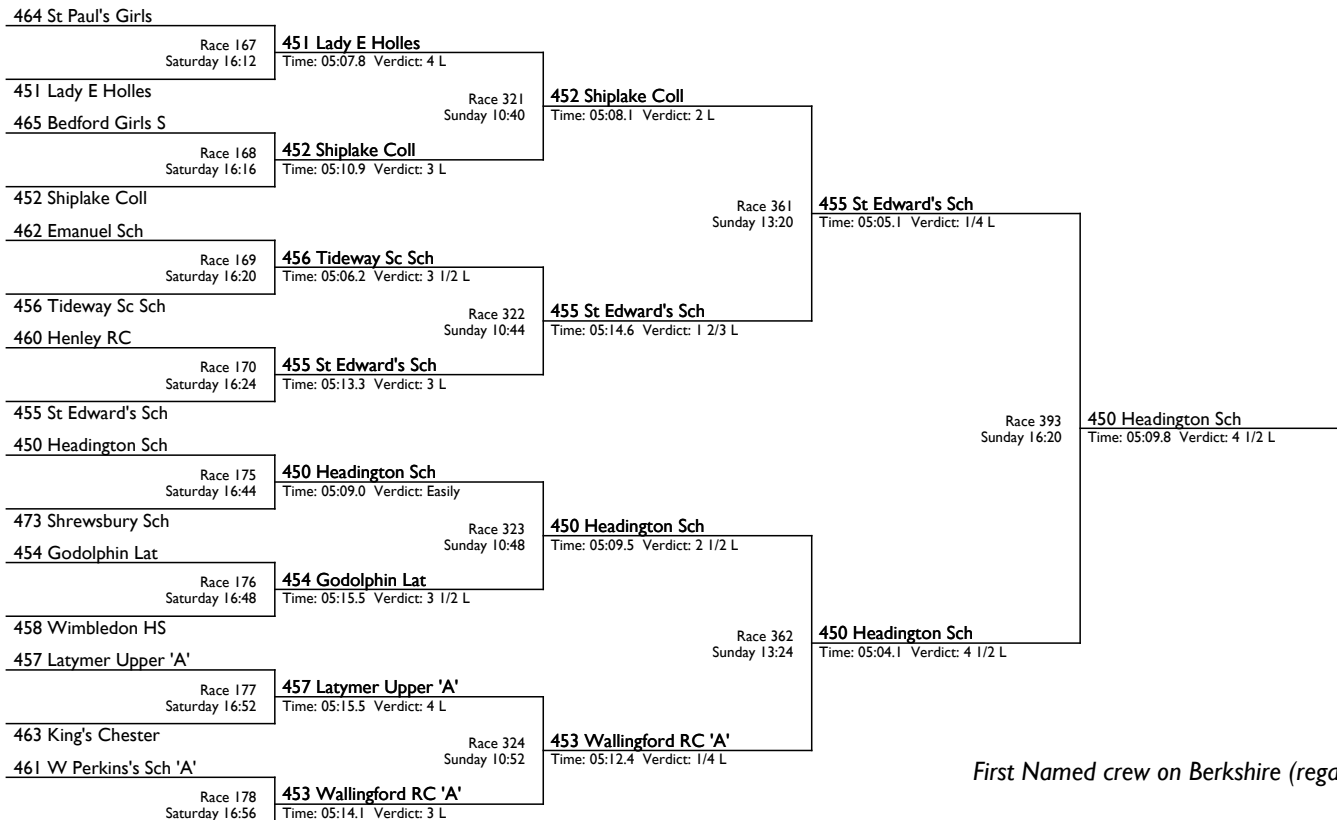 464 St Paul's Girls
Race 167
Saturday 16:12
451 Lady E Holles
Time: 05:07.8 Verdict: 4 L
451 Lady E Holles
Race 321
Sunday 10:40
452 Shiplake Coll
Time: 05:08.1 Verdict: 2 L
465 Bedford Girls S
Race 168
Saturday 16:16
452 Shiplake Coll
Time: 05:10.9 Verdict: 3 L
452 Shiplake Coll
Race 361
Sunday 13:20
455 St Edward's Sch
Time: 05:05.1 Verdict: 1/4 L
462 Emanuel Sch
Race 169
Saturday 16:20
456 Tideway Sc Sch
Time: 05:06.2 Verdict: 3 1/2 L
456 Tideway Sc Sch
Race 322
Sunday 10:44
455 St Edward's Sch
Time: 05:14.6 Verdict: 1 2/3 L
460 Henley RC
Race 170
Saturday 16:24
455 St Edward's Sch
Time: 05:13.3 Verdict: 3 L
455 St Edward's Sch
Race 393
Sunday 16:20
450 Headington Sch
Time: 05:09.8 Verdict: 4 1/2 L
450 Headington Sch
Race 175
Saturday 16:44
450 Headington Sch
Time: 05:09.0 Verdict: Easily
473 Shrewsbury Sch
Race 323
Sunday 10:48
450 Headington Sch
Time: 05:09.5 Verdict: 2 1/2 L
454 Godolphin Lat
Race 176
Saturday 16:48
454 Godolphin Lat
Time: 05:15.5 Verdict: 3 1/2 L
458 Wimbledon HS
Race 362
Sunday 13:24
450 Headington Sch
Time: 05:04.1 Verdict: 4 1/2 L
457 Latymer Upper 'A'
Race 177
Saturday 16:52
457 Latymer Upper 'A'
Time: 05:15.5 Verdict: 4 L
463 King's Chester
Race 324
Sunday 10:52
453 Wallingford RC 'A'
Time: 05:12.4 Verdict: 1/4 L
461 W Perkins's Sch 'A'
Race 178
Saturday 16:56
453 Wallingford RC 'A'
Time: 05:14.1 Verdict: 3 L
First Named crew on Berkshire